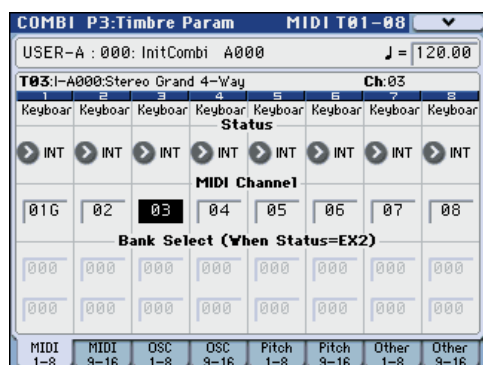 COMBI P3:Timbre Param MIDI T01-08
USER-A : 000: InitCombi A000 ♩ = 120.00
T03:I-A000:Stereo Grand 4-Way Ch:03
1 2 3 4 5 6 7 8
Keyboar Keyboar Keyboar Keyboar Keyboar Keyboar Keyboar Keyboar
Status
INT INT INT INT INT INT INT INT
MIDI Channel
01G 02 03 04 05 06 07 08
Bank Select (When Status=EX2)
000 000 000 000 000 000 000 000
000 000 000 000 000 000 000 000
MIDI 1-8 MIDI 9-16 OSC 1-8 OSC 9-16 Pitch 1-8 Pitch 9-16 Other 1-8 Other 9-16